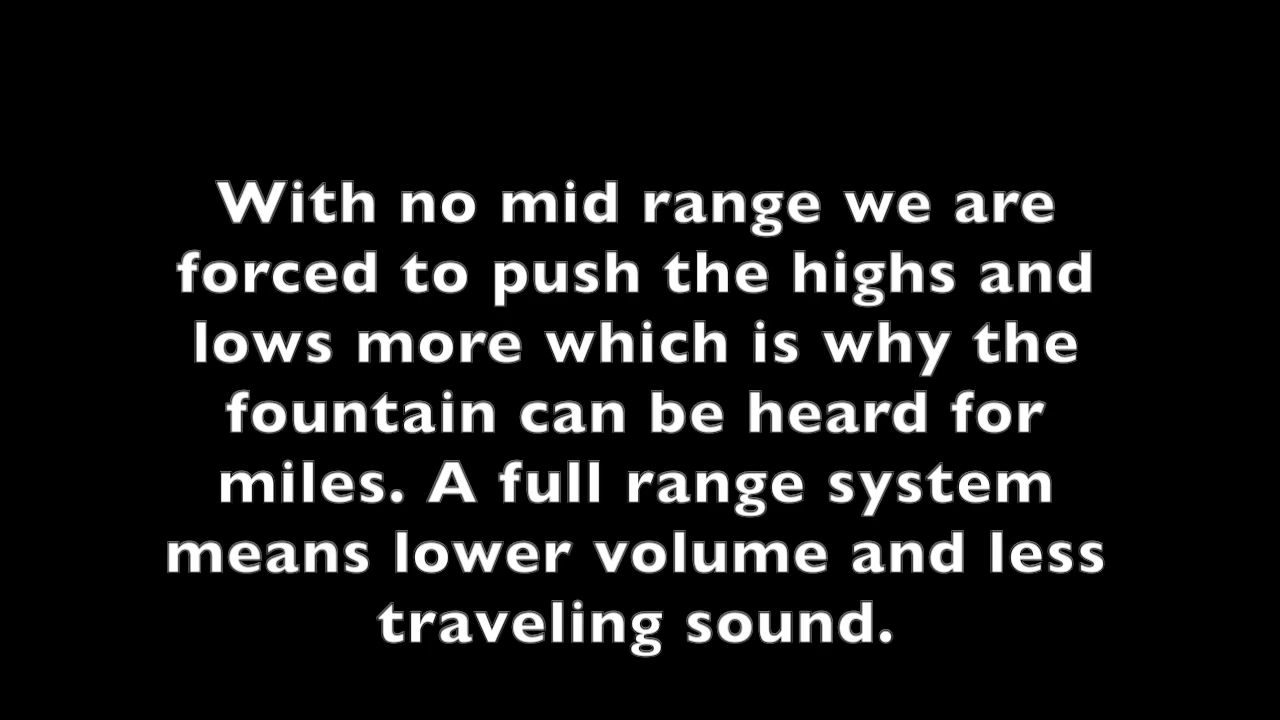 With no mid range we are
forced to push the highs and
lows more which is why the
fountain can be heard for
miles. A full range system
means lower volume and less
traveling sound.